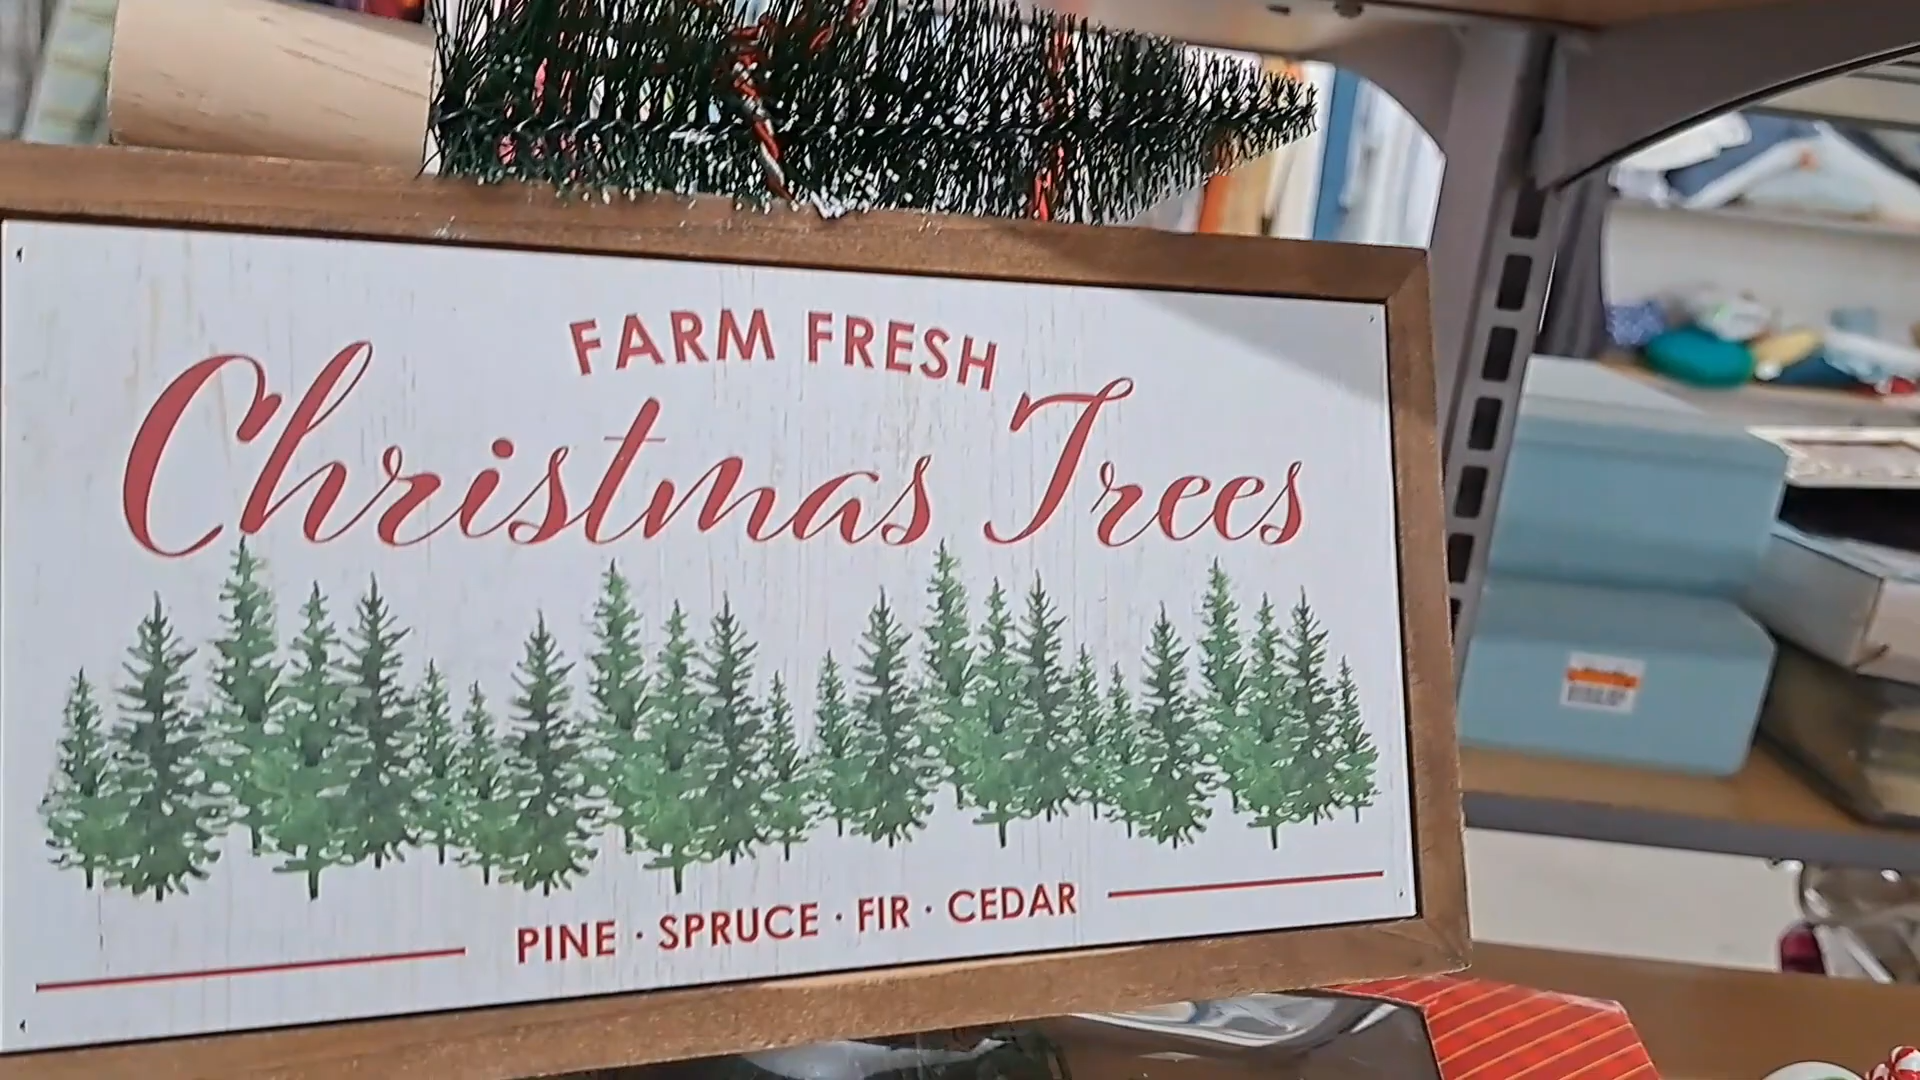 FARM FRESH
Christmas Trees
PINE · SPRUCE · FIR · CEDAR